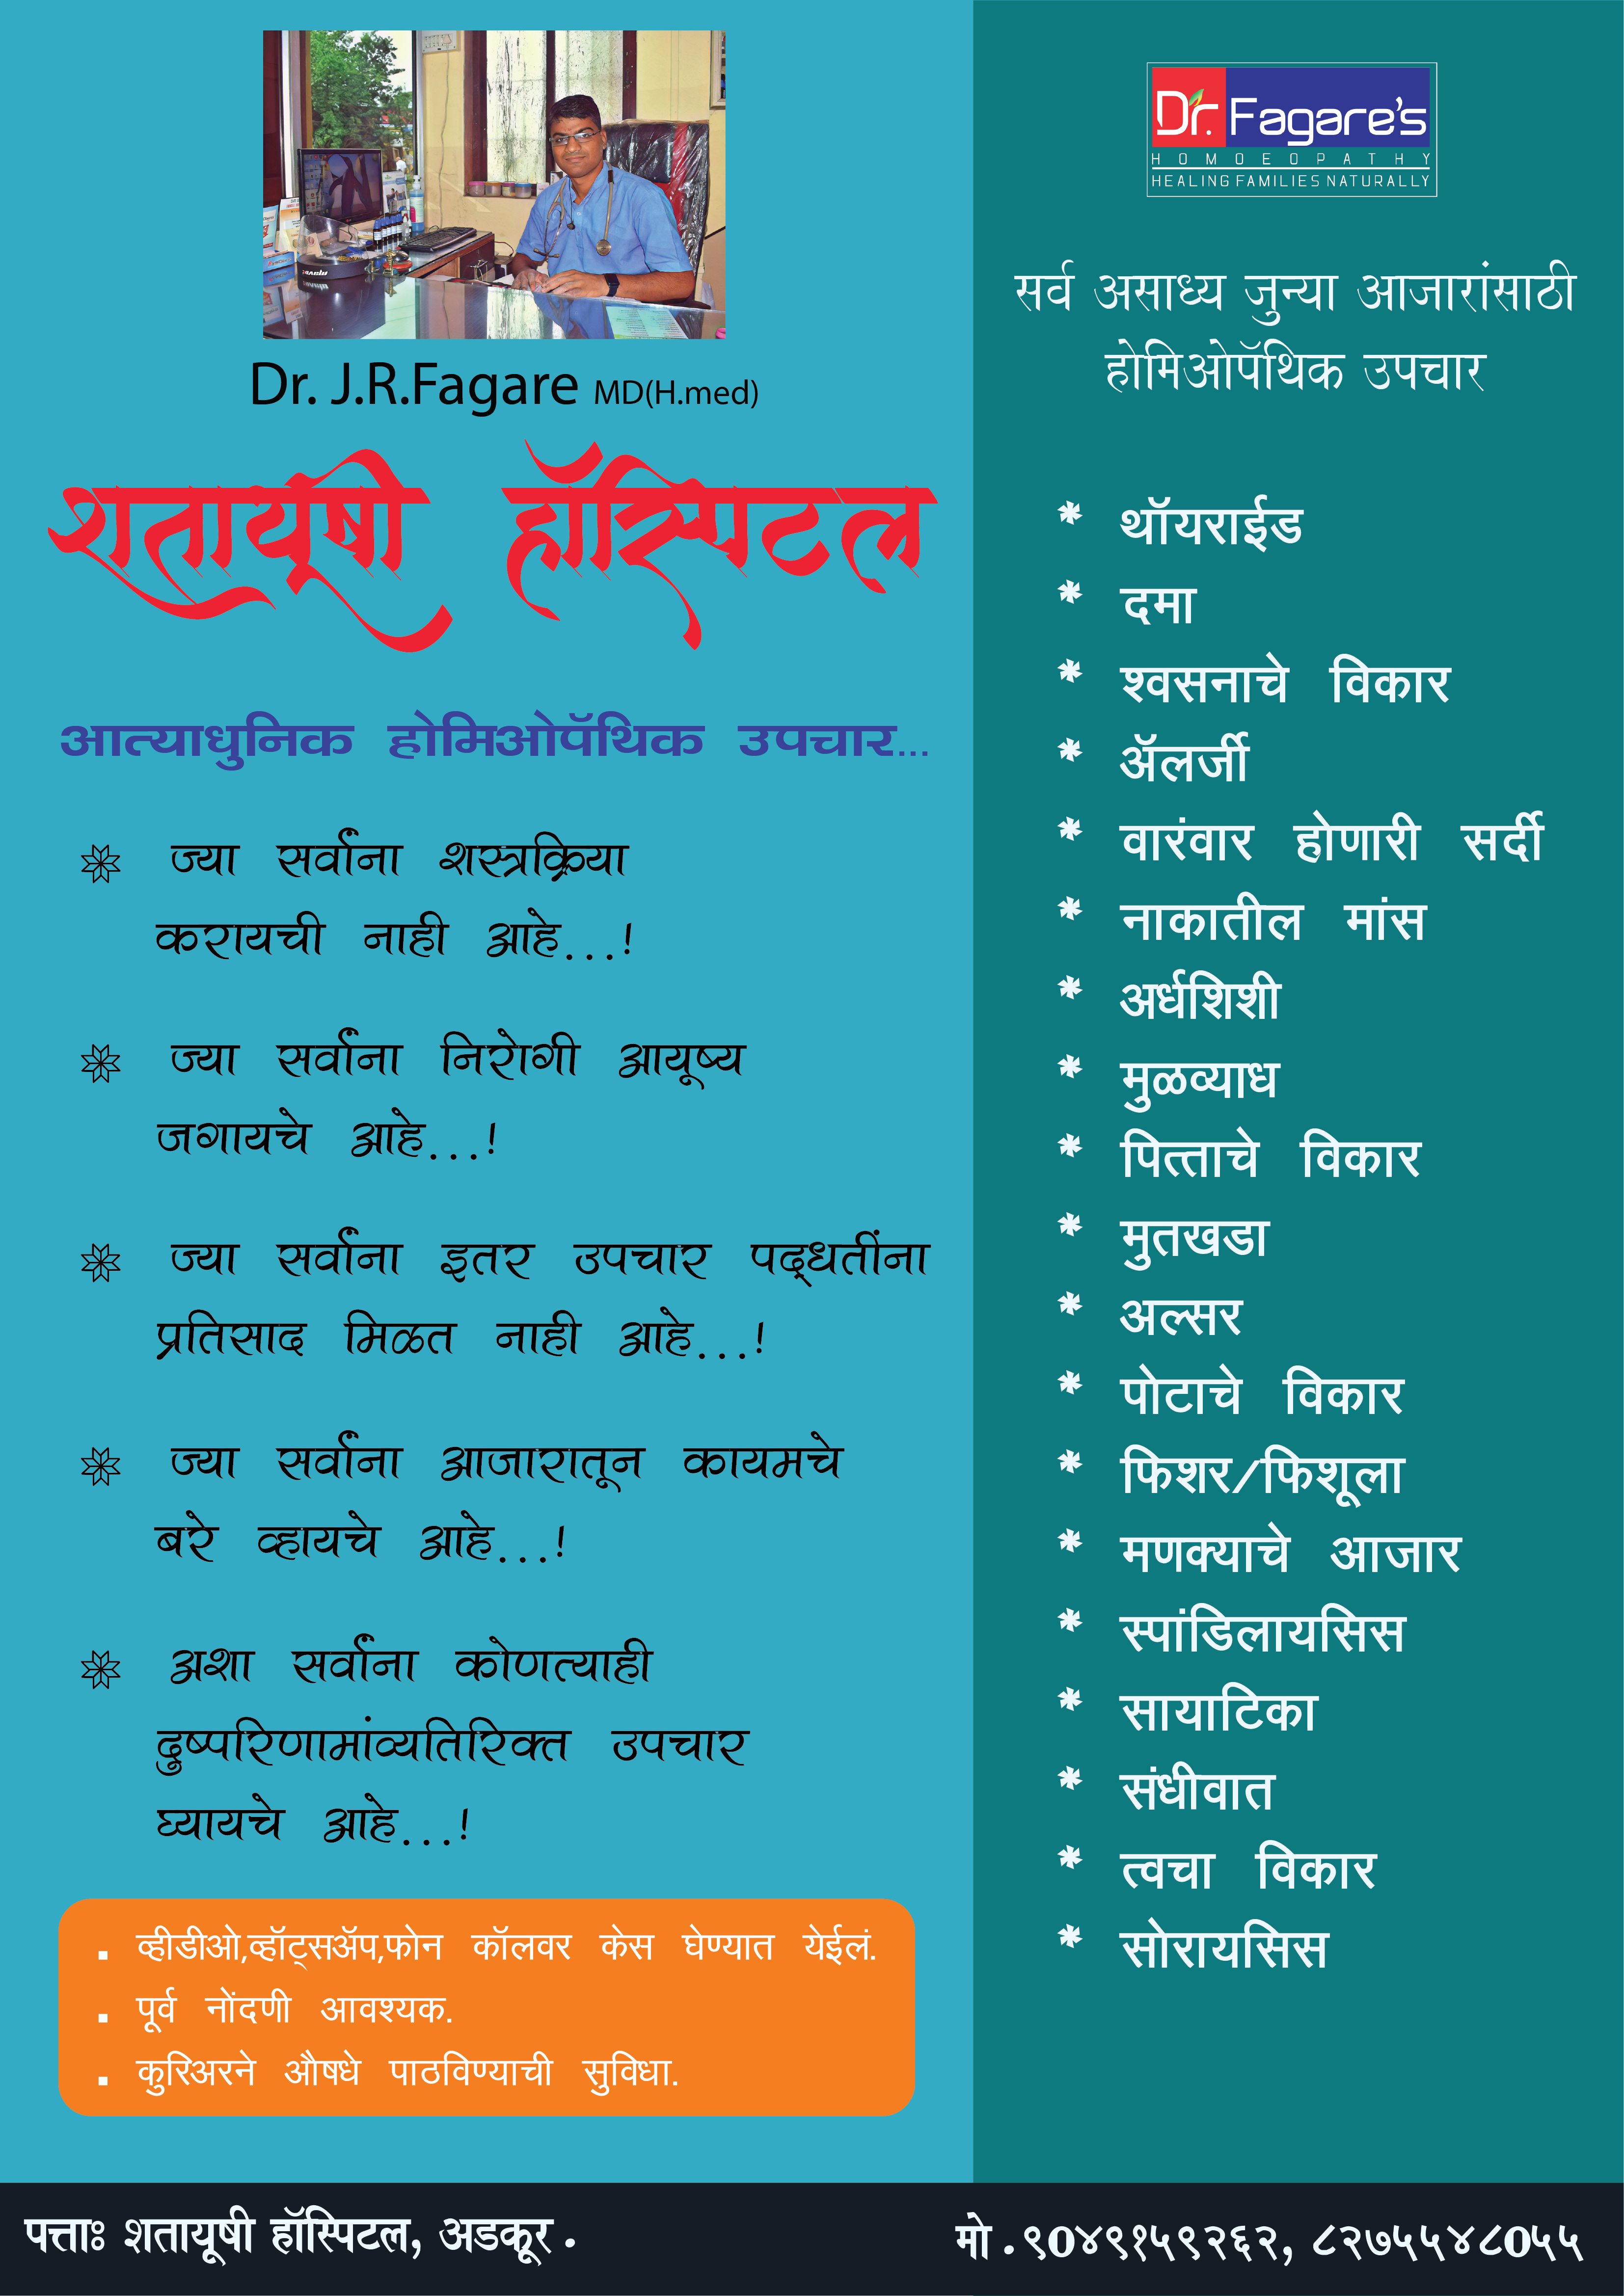 Dr. J.R.Fagare MD(H.med)
शतायूषी हॉस्पिटल
आत्याधुनिक होमिओपॅथिक उपचार...
ज्या सर्वांना शस्त्रक्रिया
करायची नाही आहे...!
ज्या सर्वांना निरोगी आयूष्य
जगायचे आहे...!
ज्या सर्वांना इतर उपचार पद्धतींना
प्रतिसाद मिळत नाही आहे...!
ज्या सर्वांना आजारातून कायमचे
बरे व्हायचे आहे...!
अशा सर्वांना कोणत्याही
दुष्परिणामांव्यतिरिक्त उपचार
घ्यायचे आहे...!
▪ व्हीडीओ,व्हॉट्सॲप,फोन कॉलवर केस घेण्यात येईलं.
▪ पूर्व नोंदणी आवश्यक.
▪ कुरिअरने औषधे पाठविण्याची सुविधा.
Dr. Fagare's
HOMOEOPATHY
HEALING FAMILIES NATURALLY
सर्व असाध्य जुन्या आजारांसाठी
होमिओपॅथिक उपचार
* थॉयराईड
* दमा
* श्वसनाचे विकार
* ॲलर्जी
* वारंवार होणारी सर्दी
* नाकातील मांस
* अर्धशिशी
* मुळव्याध
* पित्ताचे विकार
* मुतखडा
* अल्सर
* पोटाचे विकार
* फिशर/फिशूला
* मणक्याचे आजार
* स्पांडिलायसिस
* सायाटिका
* संधीवात
* त्वचा विकार
* सोरायसिस
पत्ताः शतायूषी हॉस्पिटल, अडकूर .
मो .९०४९१५९२६२, ८२७५५४८०५५